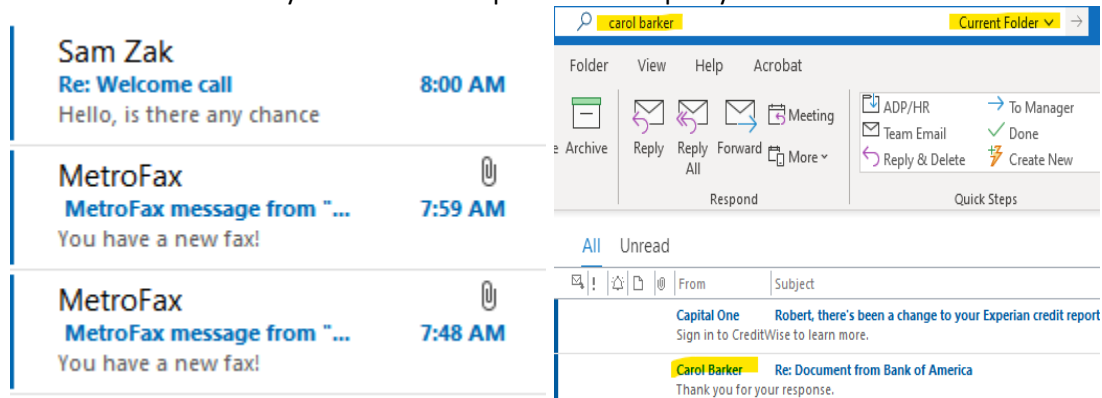 Sam Zak
Re: Welcome call 8:00 AM
Hello, is there any chance
MetroFax
MetroFax message from "... 7:59 AM
You have a new fax!
MetroFax
MetroFax message from "... 7:48 AM
You have a new fax!
carol barker Current Folder
Folder View Help Acrobat
ADP/HR To Manager
Team Email Done
Reply & Delete Create New
e Archive Reply Reply All Forward Meeting More
Respond Quick Steps
All Unread
! From Subject
Capital One Robert, there's been a change to your Experian credit report
Sign in to CreditWise to learn more.
Carol Barker Re: Document from Bank of America
Thank you for your response.